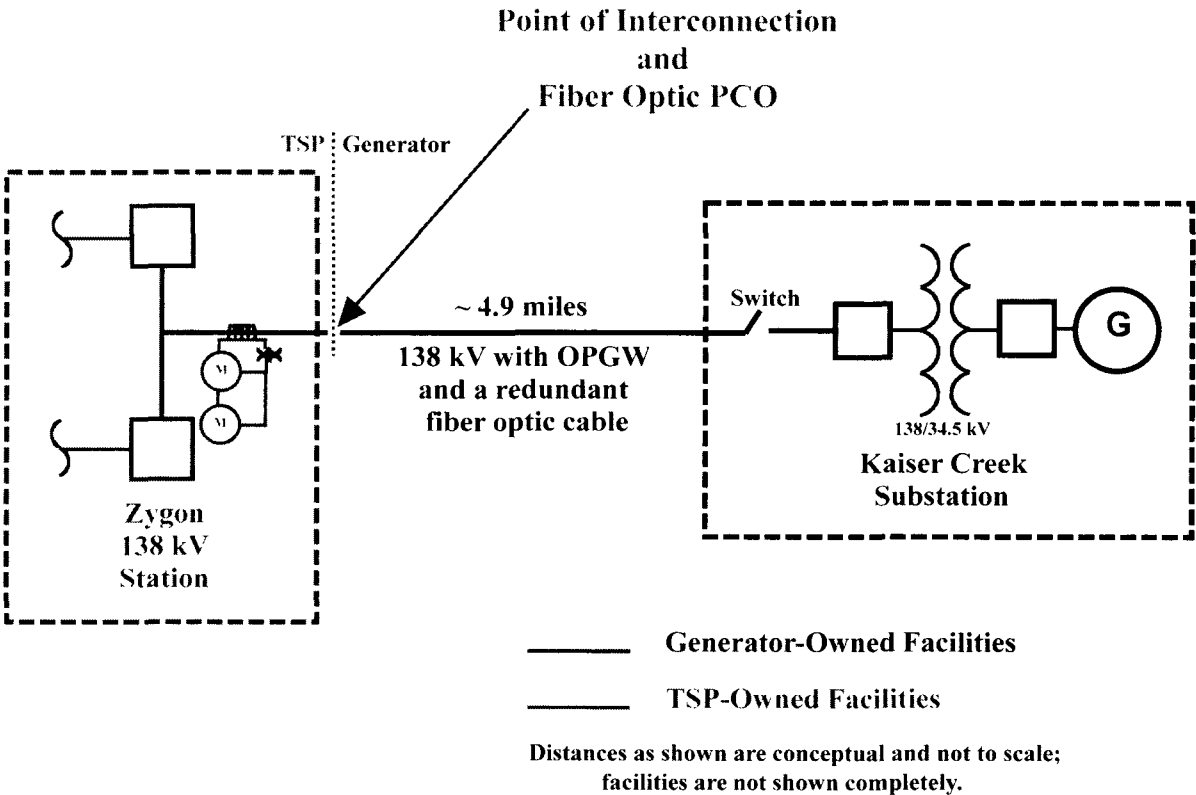 Point of Interconnection
and
Fiber Optic PCO
TSP Generator
~ 4.9 miles
138 kV with OPGW
and a redundant
fiber optic cable
Switch
G
M
M
138/34.5 kV
Kaiser Creek
Substation
Zygon
138 kV
Station
Generator-Owned Facilities
TSP-Owned Facilities
Distances as shown are conceptual and not to scale;
facilities are not shown completely.